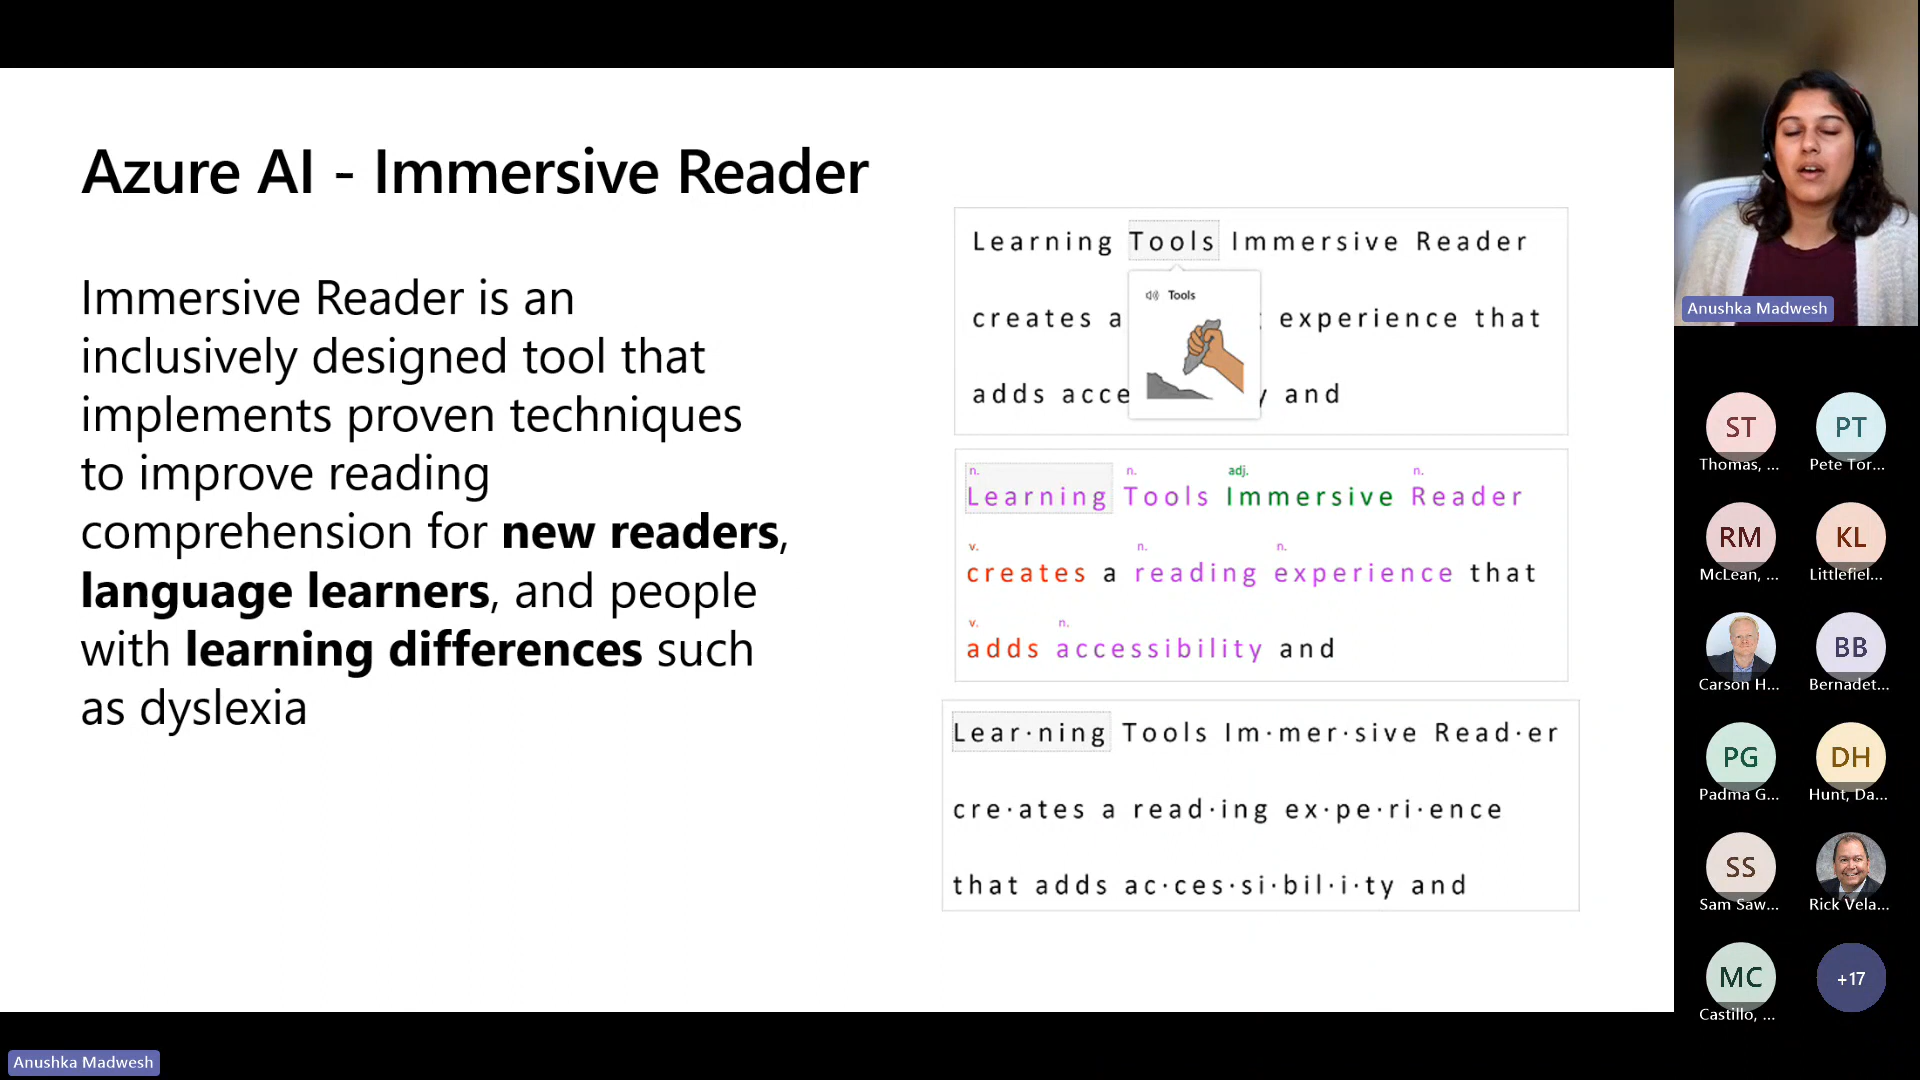 Azure AI - Immersive Reader
Immersive Reader is an
inclusively designed tool that
implements proven techniques
to improve reading
comprehension for new readers,
language learners, and people
with learning differences such
as dyslexia
Learning Tools Immersive Reader
Tools
creates a experience that
adds acce y and
n. n. adj. n.
Learning Tools Immersive Reader
v. n. n.
creates a reading experience that
v. n.
adds accessibility and
Lear·ning Tools Im·mer·sive Read·er
cre·ates a read·ing ex·pe·ri·ence
that adds ac·ces·si·bil·i·ty and
Anushka Madwesh
ST PT
Thomas, ... Pete Tor...
RM KL
McLean, ... Littlefiel...
Carson H... BB
Bernadet...
PG DH
Padma G... Hunt, Da...
SS
Sam Saw... Rick Vela...
MC +17
Castillo, ...
Anushka Madwesh